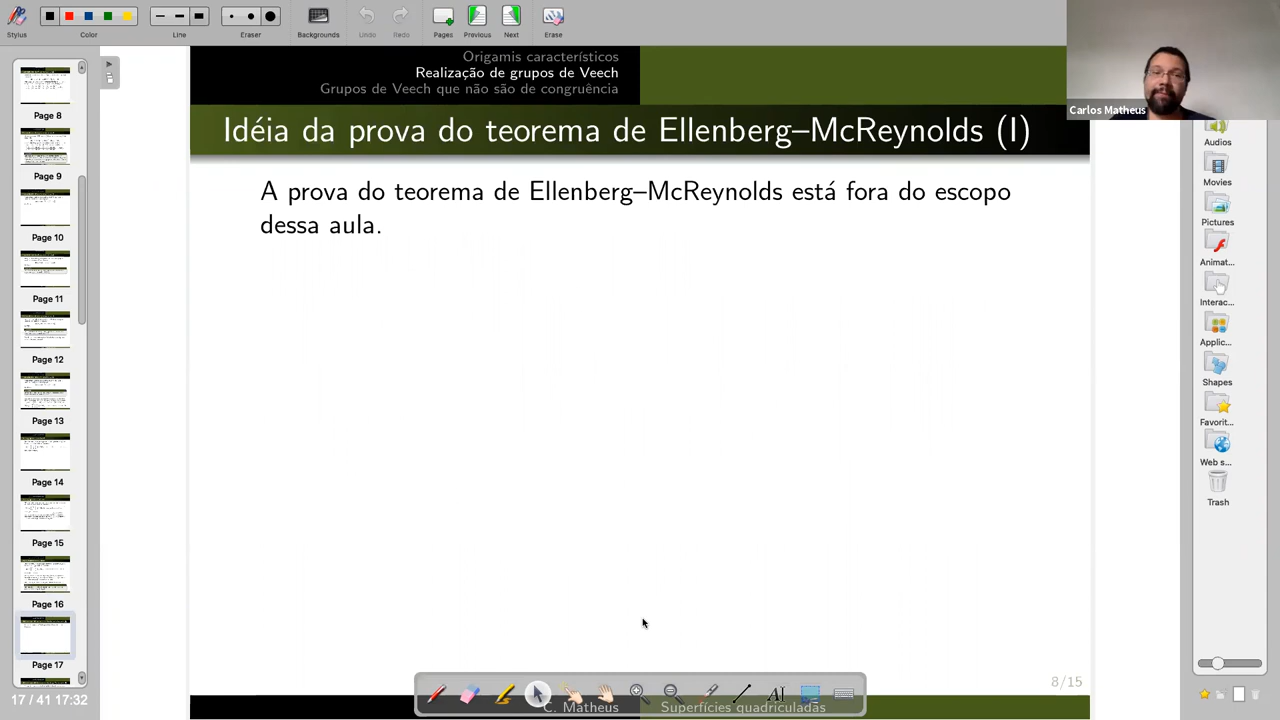 Stylus
Color
Line
Eraser
Backgrounds
Undo
Redo
Pages
Previous
Next
Erase
Carlos Matheus
Origamis característicos
Realização de grupos de Veech
Grupos de Veech que não são de congruência
Idéia da prova do teorema de Ellenberg–McReynolds (I)
A prova do teorema de Ellenberg–McReynolds está fora do escopo
dessa aula.
Page 8
Page 9
Page 10
Page 11
Page 12
Page 13
Page 14
Page 15
Page 16
Page 17
17 / 41 17:32
Audios
Movies
Pictures
Animat...
Interac...
Applic...
Shapes
Favorit...
Web s...
Trash
8/15
C. Matheus
Superfícies quadriculadas